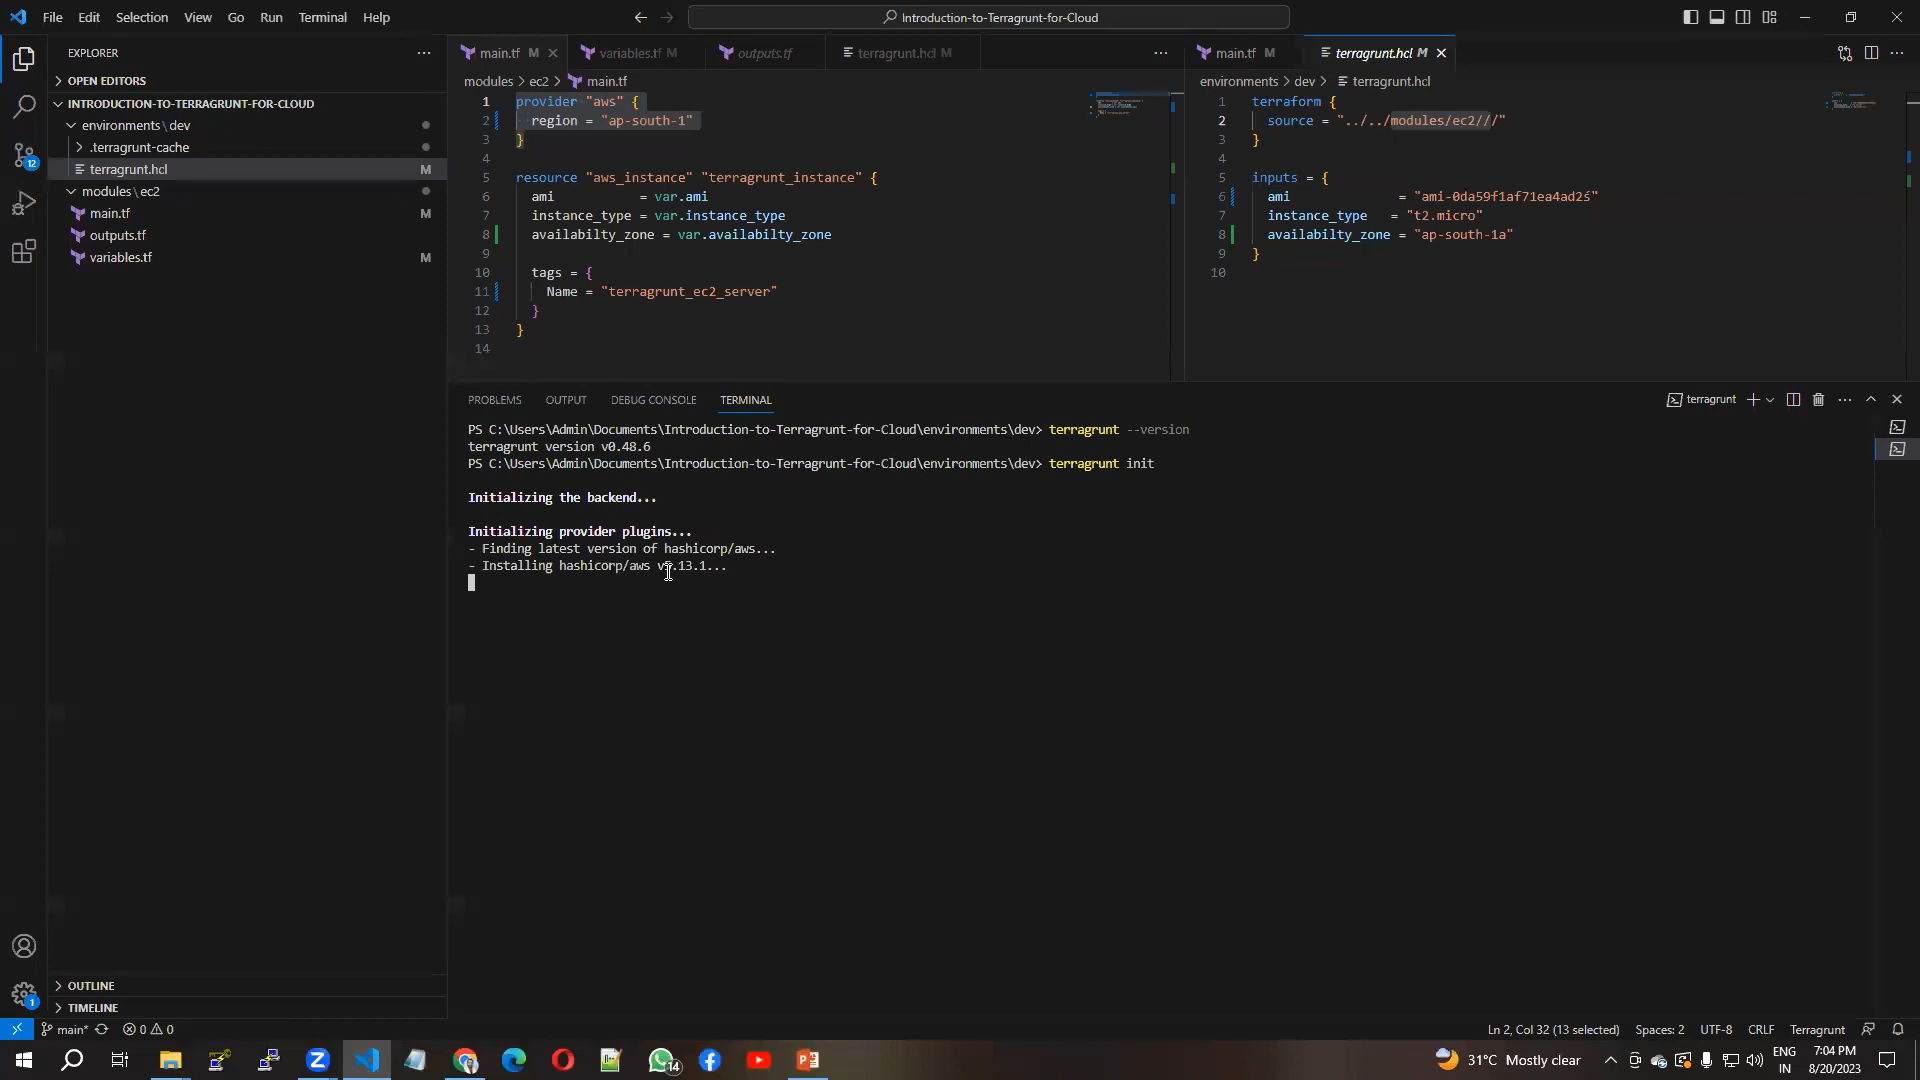 File Edit Selection View Go Run Terminal Help
Introduction-to-Terragrunt-for-Cloud
EXPLORER
OPEN EDITORS
INTRODUCTION-TO-TERRAGRUNT-FOR-CLOUD
environments\dev
.terragrunt-cache
terragrunt.hcl M
modules\ec2
main.tf M
outputs.tf
variables.tf M
OUTLINE
TIMELINE
12
1
main.tf M
variables.tf M
outputs.tf
terragrunt.hcl M
modules > ec2 > main.tf
1 provider "aws" {
2 region = "ap-south-1"
3 }
4
5 resource "aws_instance" "terragrunt_instance" {
6 ami = var.ami
7 instance_type = var.instance_type
8 availabilty_zone = var.availabilty_zone
9
10 tags = {
11 Name = "terragrunt_ec2_server"
12 }
13 }
14
main.tf M
terragrunt.hcl M
environments > dev > terragrunt.hcl
1 terraform {
2 source = "../../modules/ec2///"
3 }
4
5 inputs = {
6 ami = "ami-0da59f1af71ea4ad2"
7 instance_type = "t2.micro"
8 availabilty_zone = "ap-south-1a"
9 }
10
PROBLEMS OUTPUT DEBUG CONSOLE TERMINAL
terragrunt
PS C:\Users\Admin\Documents\Introduction-to-Terragrunt-for-Cloud\environments\dev> terragrunt --version
terragrunt version v0.48.6
PS C:\Users\Admin\Documents\Introduction-to-Terragrunt-for-Cloud\environments\dev> terragrunt init
Initializing the backend...
Initializing provider plugins...
- Finding latest version of hashicorp/aws...
- Installing hashicorp/aws v5.13.1...
main* 0 0
Ln 2, Col 32 (13 selected) Spaces: 2 UTF-8 CRLF Terragrunt
14
31°C Mostly clear
ENG
IN
7:04 PM
8/20/2023